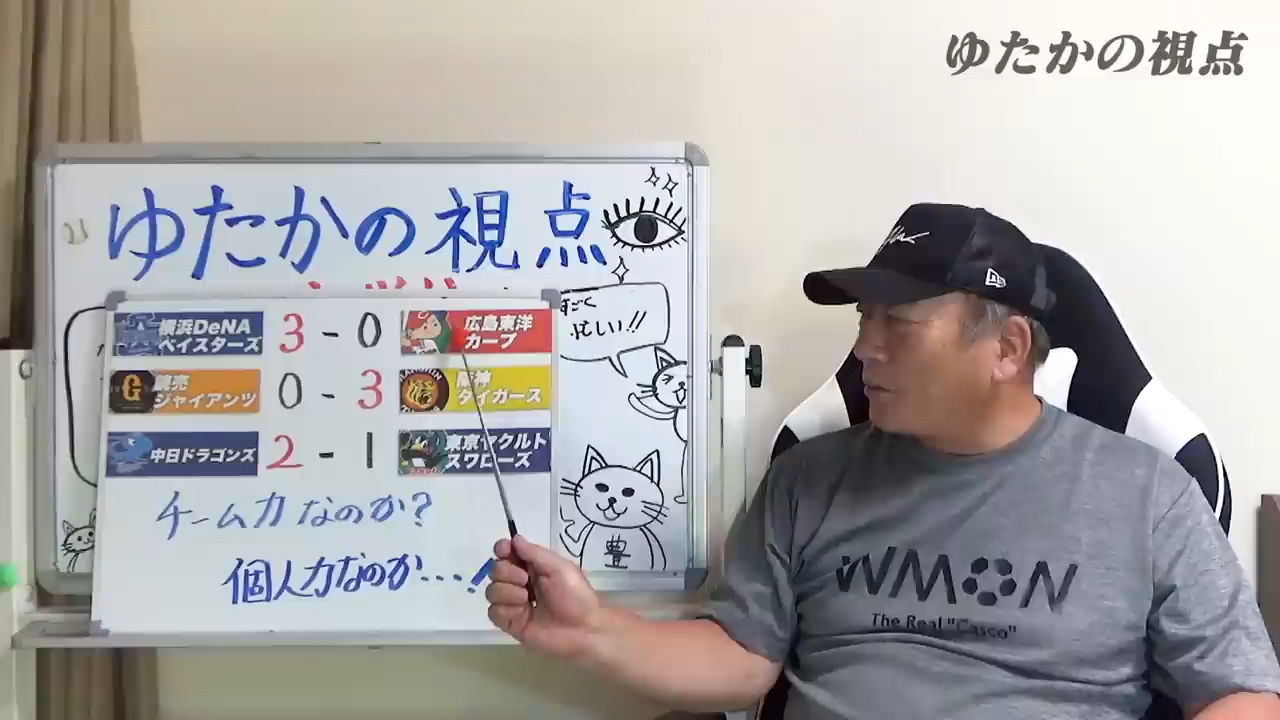 ゆたかの視点
ゆたかの視点
すごく
忙しい!!
横浜DeNA
ベイスターズ
3 - 0
広島東洋
カープ
読売
ジャイアンツ
0 - 3
阪神
タイガース
中日ドラゴンズ
2 - 1
東京ヤクルト
スワローズ
チーム力なのか?
個人力なのか…!
豊
WMON
The Real "Casco"